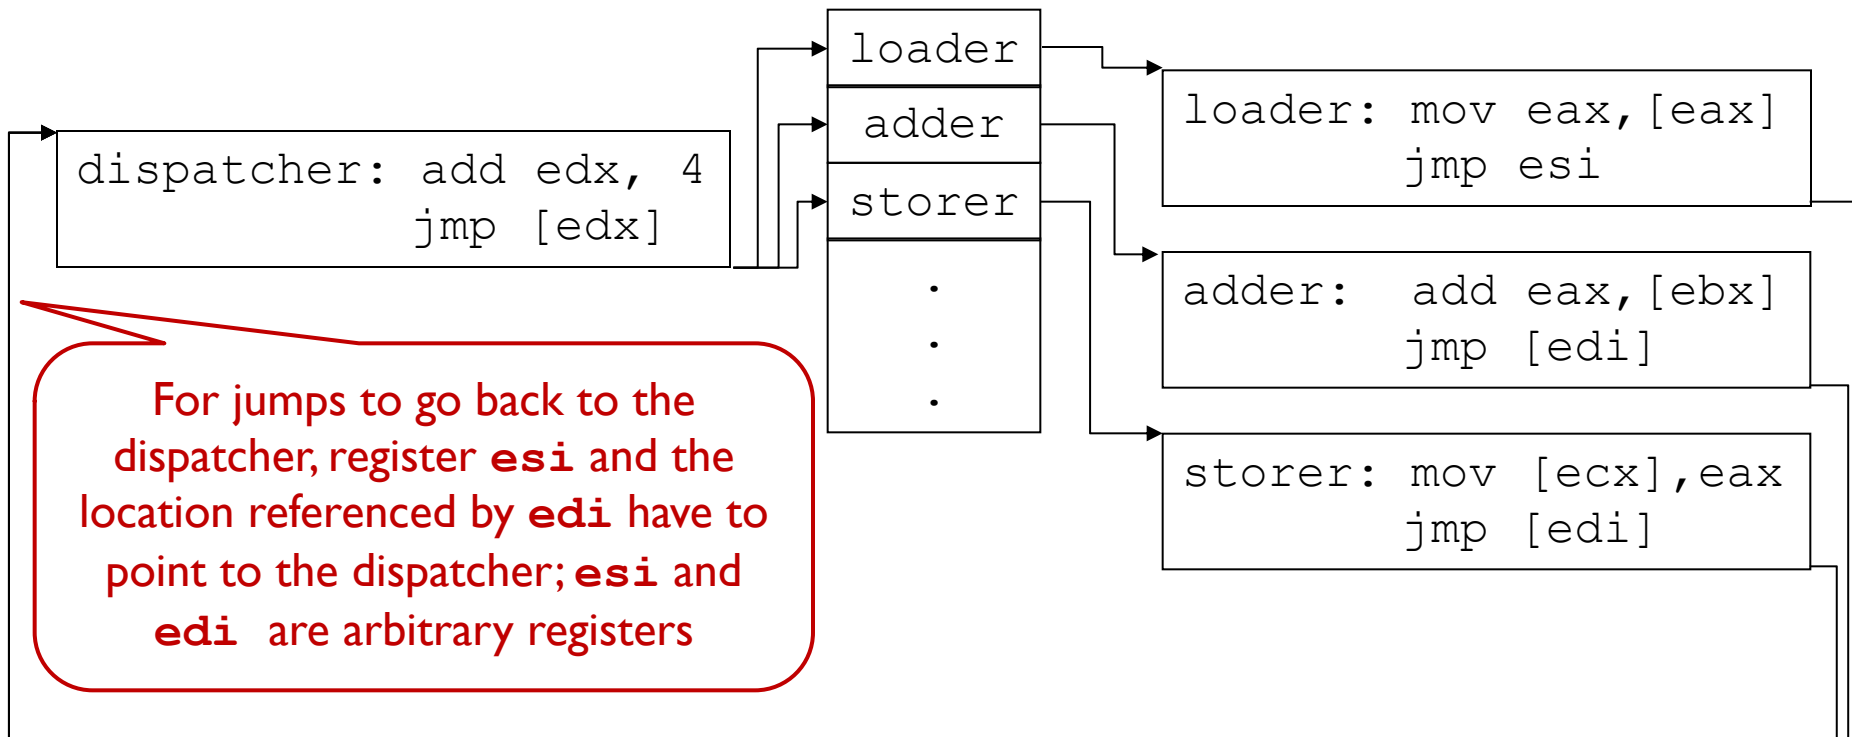 dispatcher: add edx, 4
jmp [edx]
loader
adder
storer
.
.
.
loader: mov eax,[eax]
jmp esi
adder: add eax,[ebx]
jmp [edi]
storer: mov [ecx],eax
jmp [edi]
For jumps to go back to the
dispatcher, register esi and the
location referenced by edi have to
point to the dispatcher; esi and
edi are arbitrary registers